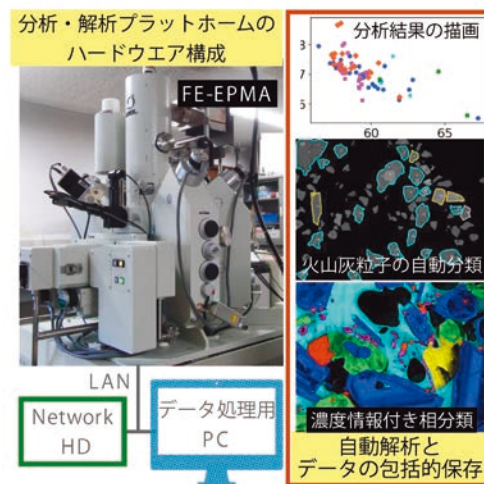 分析・解析プラットホームの
ハードウエア構成
FE-EPMA
LAN
Network
HD
データ処理用
PC
分析結果の描画
3
7
5
60
65
火山灰粒子の自動分類
濃度情報付き相分類
自動解析と
データの包括的保存